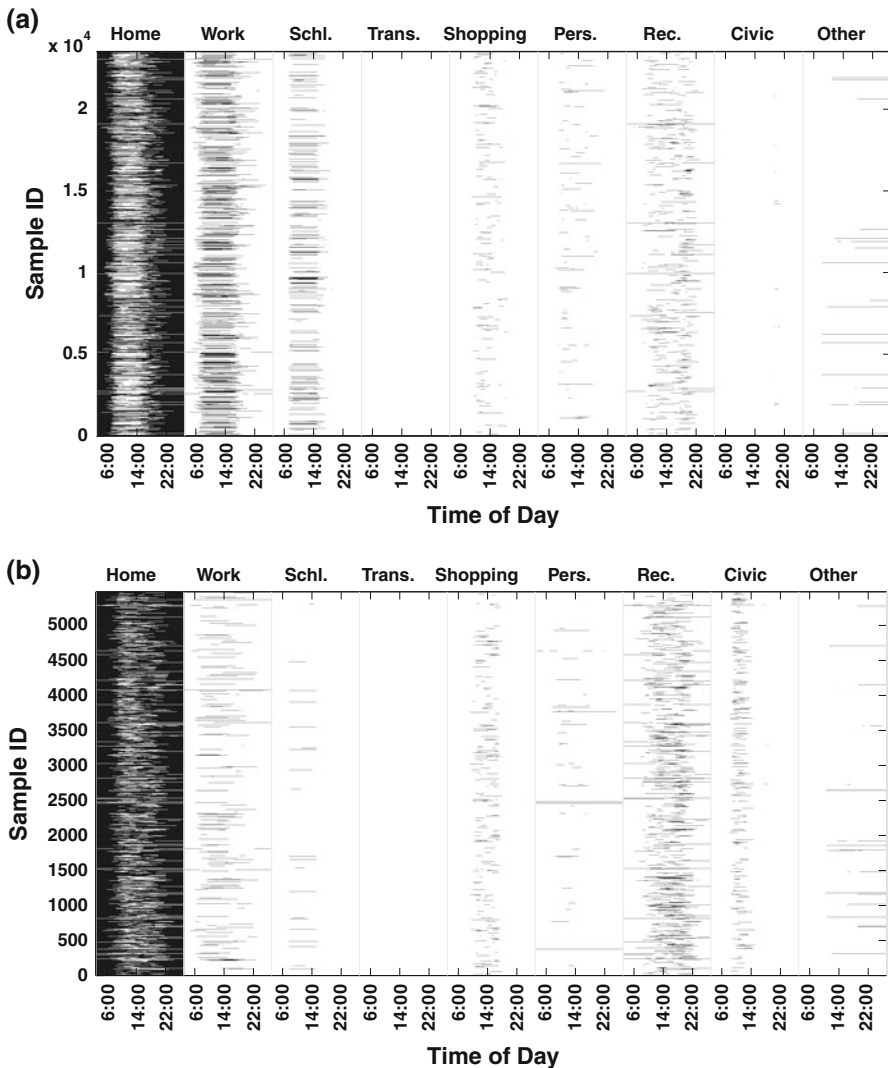 (a)
Home Work Schl. Trans. Shopping Pers. Rec. Civic Other
x 10⁴
2
1.5
1
0.5
0
Sample ID
6:00 14:00 22:00 6:00 14:00 22:00 6:00 14:00 22:00 6:00 14:00 22:00 6:00 14:00 22:00 6:00 14:00 22:00 6:00 14:00 22:00 6:00 14:00 22:00 6:00 14:00 22:00
Time of Day
(b)
Home Work Schl. Trans. Shopping Pers. Rec. Civic Other
5000
4500
4000
3500
3000
2500
2000
1500
1000
500
0
Sample ID
6:00 14:00 22:00 6:00 14:00 22:00 6:00 14:00 22:00 6:00 14:00 22:00 6:00 14:00 22:00 6:00 14:00 22:00 6:00 14:00 22:00 6:00 14:00 22:00 6:00 14:00 22:00
Time of Day